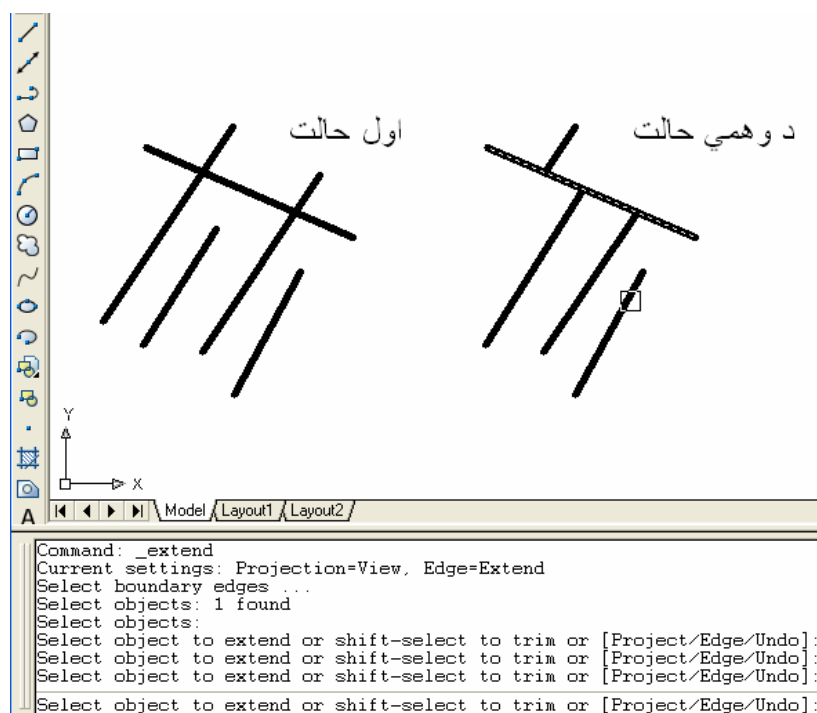 اول حالت
د وهمي حالت
Y
X
A
Model
Layout1
Layout2
Command: _extend
Current settings: Projection=View, Edge=Extend
Select boundary edges ...
Select objects: 1 found
Select objects:
Select object to extend or shift-select to trim or [Project/Edge/Undo]:
Select object to extend or shift-select to trim or [Project/Edge/Undo]:
Select object to extend or shift-select to trim or [Project/Edge/Undo]:
Select object to extend or shift-select to trim or [Project/Edge/Undo]: